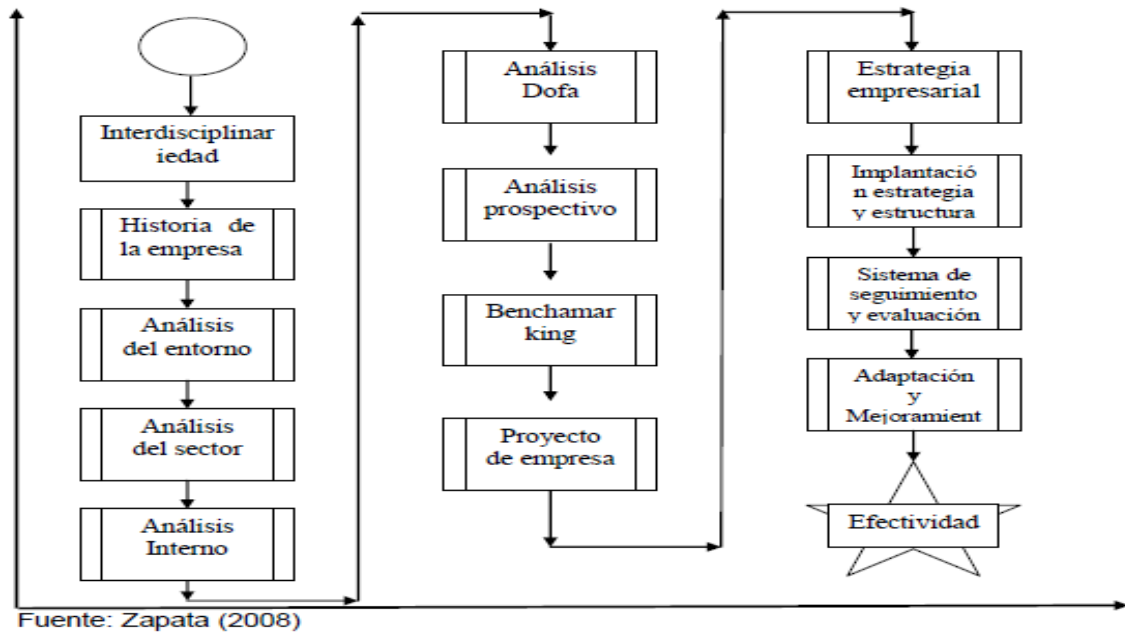 Interdisciplinar
iedad
Historia de
la empresa
Análisis
del entorno
Análisis
del sector
Análisis
Interno
Análisis
Dofa
Análisis
prospectivo
Benchamar
king
Proyecto
de empresa
Estrategia
empresarial
Implantació
n estrategia
y estructura
Sistema de
seguimiento
y evaluación
Adaptación
y
Mejoramient
Efectividad
Fuente: Zapata (2008)